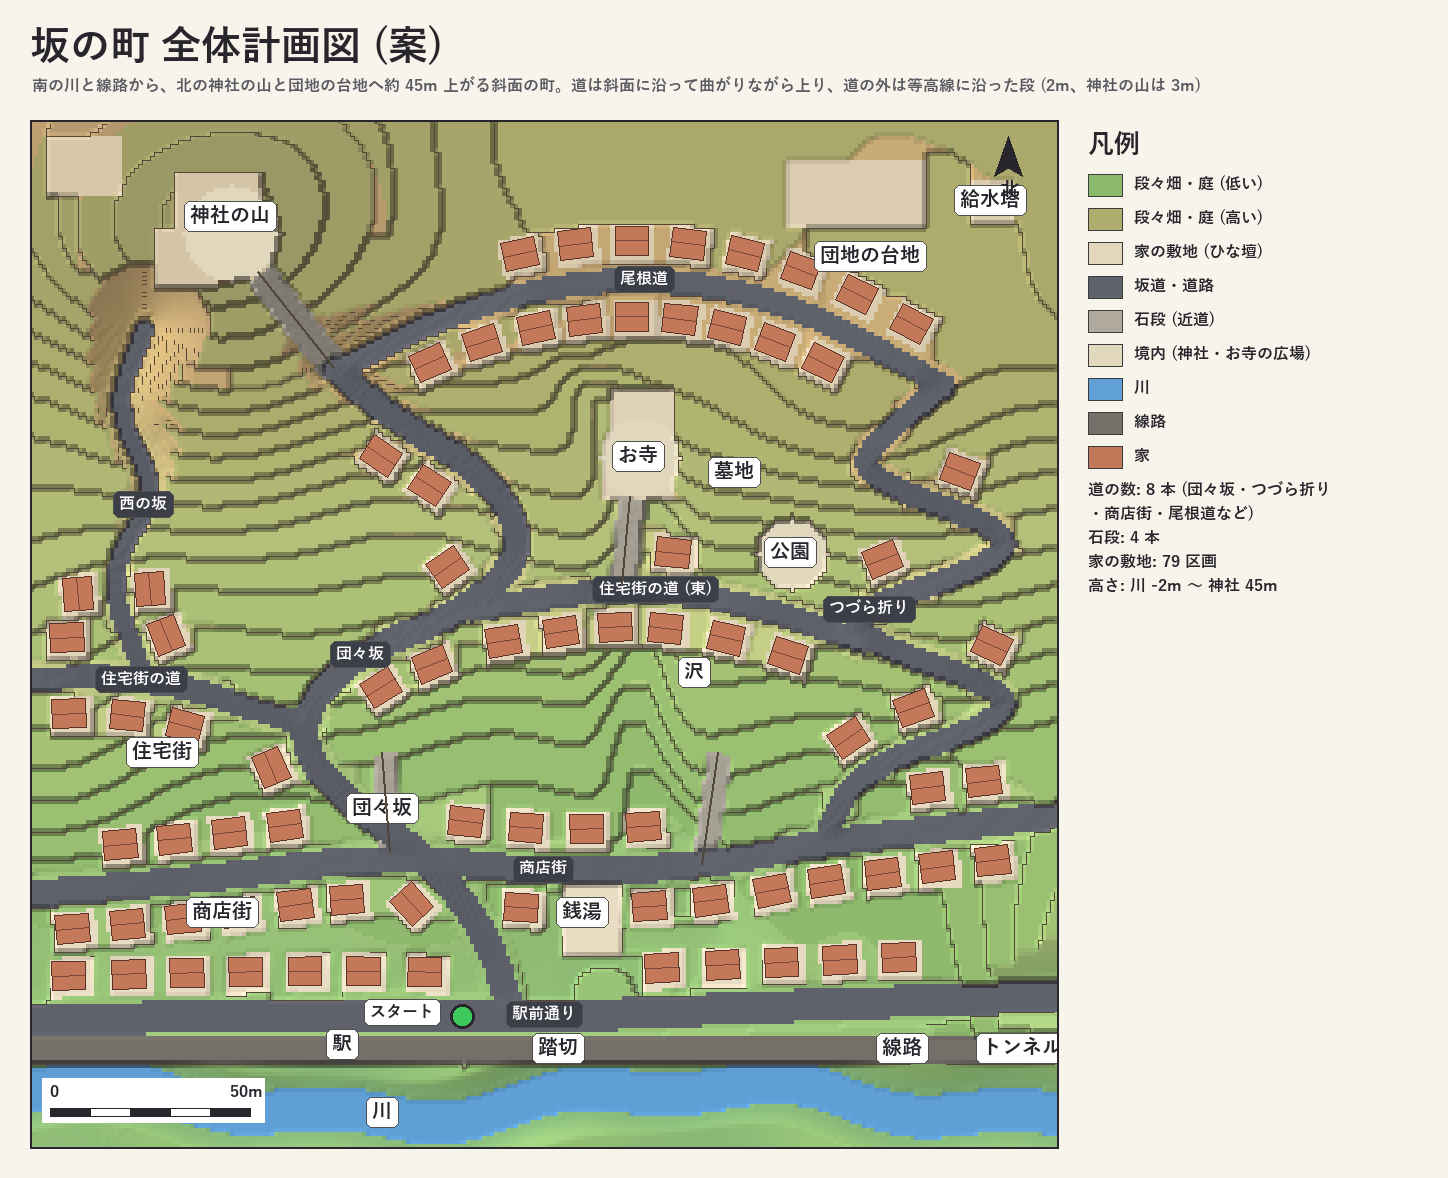 坂の町 全体計画図 (案)
南の川と線路から、北の神社の山と団地の台地へ約 45m 上がる斜面の町。道は斜面に沿って曲がりながら上り、道の外は等高線に沿った段 (2m、神社の山は 3m)
北
給水塔
神社の山
団地の台地
尾根道
お寺
墓地
西の坂
公園
住宅街の道 (東)
つづら折り
団々坂
沢
住宅街の道
住宅街
団々坂
商店街
商店街
銭湯
スタート
駅前通り
駅
踏切
線路
トンネル
0 50m
川
凡例
段々畑・庭 (低い)
段々畑・庭 (高い)
家の敷地 (ひな壇)
坂道・道路
石段 (近道)
境内 (神社・お寺の広場)
川
線路
家
道の数: 8 本 (団々坂・つづら折り
・商店街・尾根道など)
石段: 4 本
家の敷地: 79 区画
高さ: 川 -2m ～ 神社 45m